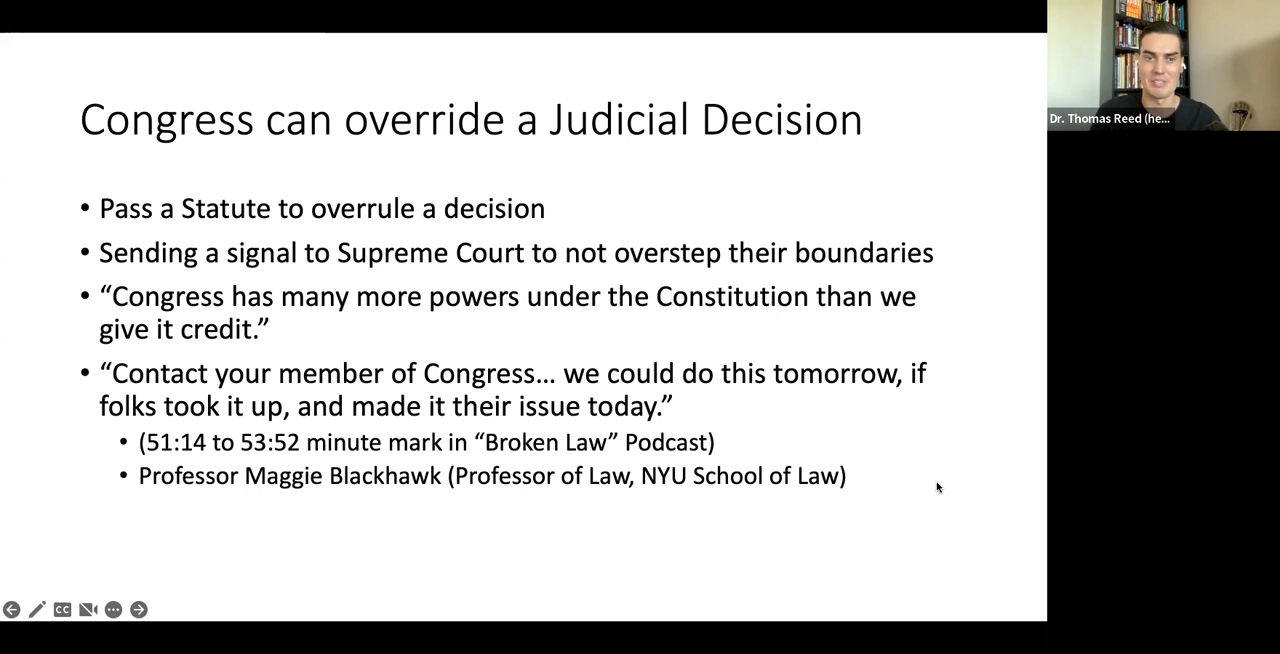 Congress can override a Judicial Decision
• Pass a Statute to overrule a decision
• Sending a signal to Supreme Court to not overstep their boundaries
• “Congress has many more powers under the Constitution than we
give it credit.”
• “Contact your member of Congress… we could do this tomorrow, if
folks took it up, and made it their issue today.”
• (51:14 to 53:52 minute mark in “Broken Law” Podcast)
• Professor Maggie Blackhawk (Professor of Law, NYU School of Law)
CC
Dr. Thomas Reed (he...